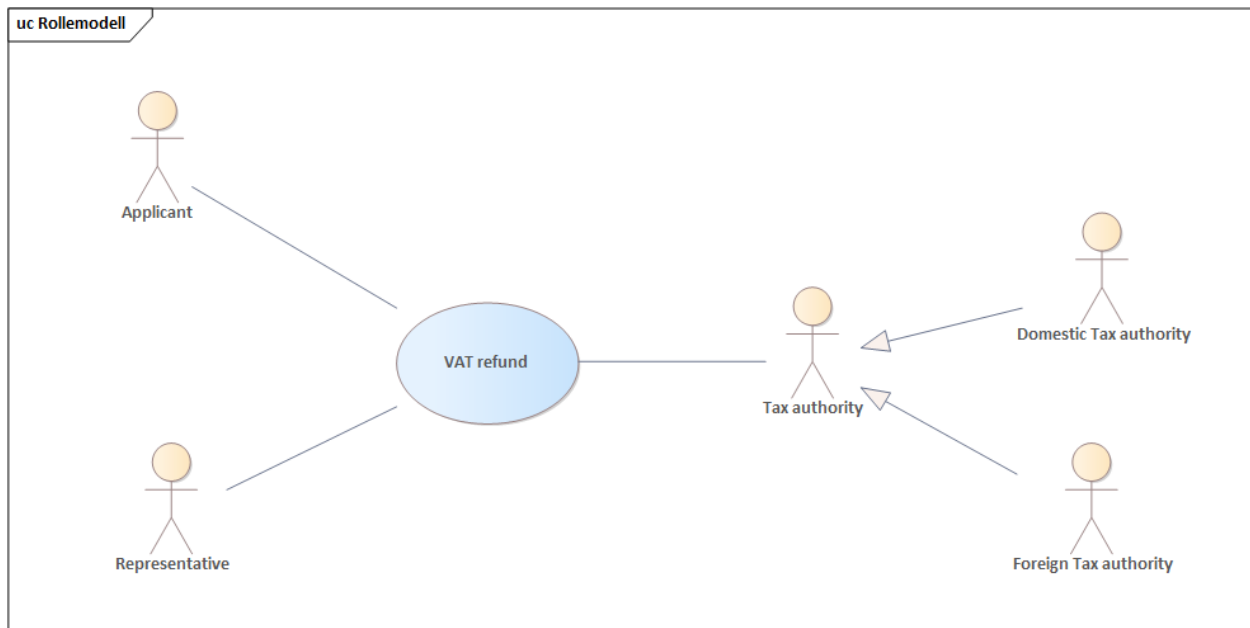 uc Rollemodell
Applicant
VAT refund
Domestic Tax authority
Tax authority
Representative
Foreign Tax authority